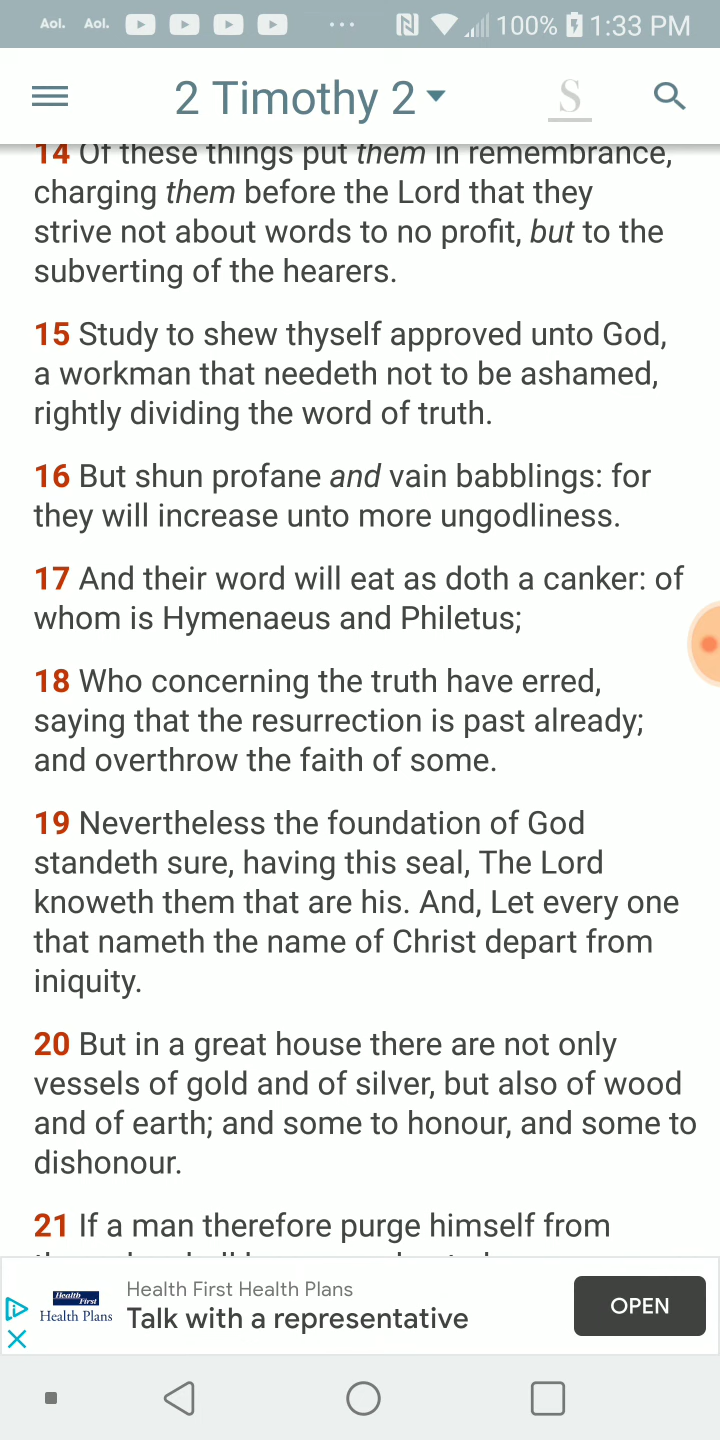 Aol. Aol. ... 100% 1:33 PM
2 Timothy 2 S
14 Of these things put them in remembrance,
charging them before the Lord that they
strive not about words to no profit, but to the
subverting of the hearers.
15 Study to shew thyself approved unto God,
a workman that needeth not to be ashamed,
rightly dividing the word of truth.
16 But shun profane and vain babblings: for
they will increase unto more ungodliness.
17 And their word will eat as doth a canker: of
whom is Hymenaeus and Philetus;
18 Who concerning the truth have erred,
saying that the resurrection is past already;
and overthrow the faith of some.
19 Nevertheless the foundation of God
standeth sure, having this seal, The Lord
knoweth them that are his. And, Let every one
that nameth the name of Christ depart from
iniquity.
20 But in a great house there are not only
vessels of gold and of silver, but also of wood
and of earth; and some to honour, and some to
dishonour.
21 If a man therefore purge himself from
Health First
Health Plans
Health First Health Plans
Talk with a representative
OPEN